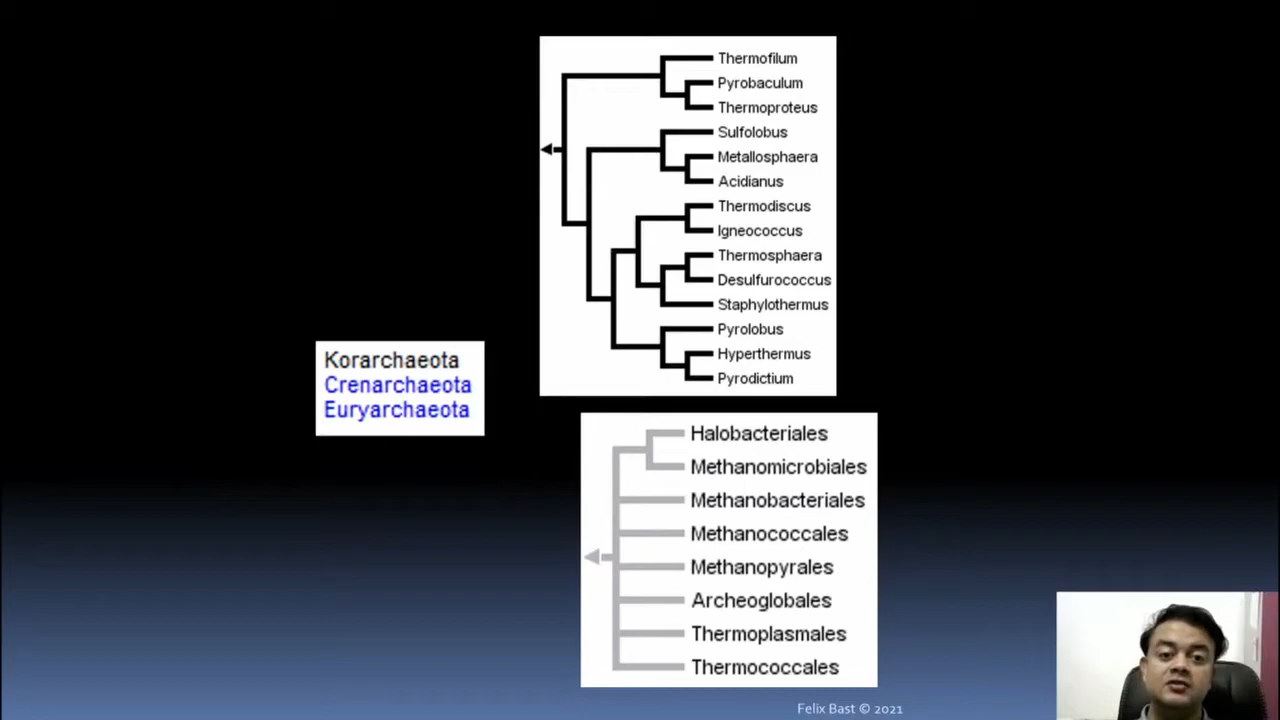 Thermofilum
Pyrobaculum
Thermoproteus
Sulfolobus
Metallosphaera
Acidianus
Thermodiscus
Igneococcus
Thermosphaera
Desulfurococcus
Staphylothermus
Pyrolobus
Hyperthermus
Pyrodictium
Korarchaeota
Crenarchaeota
Euryarchaeota
Halobacteriales
Methanomicrobiales
Methanobacteriales
Methanococcales
Methanopyrales
Archeoglobales
Thermoplasmales
Thermococcales
Felix Bast © 2021